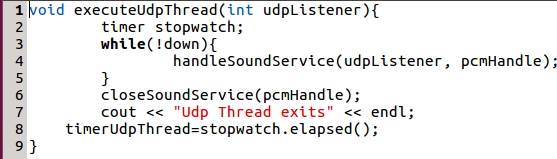 1 void executeUdpThread(int udpListener){
2 timer stopwatch;
3 while(!down){
4 handleSoundService(udpListener, pcmHandle);
5 }
6 closeSoundService(pcmHandle);
7 cout << "Udp Thread exits" << endl;
8 timerUdpThread=stopwatch.elapsed();
9 }